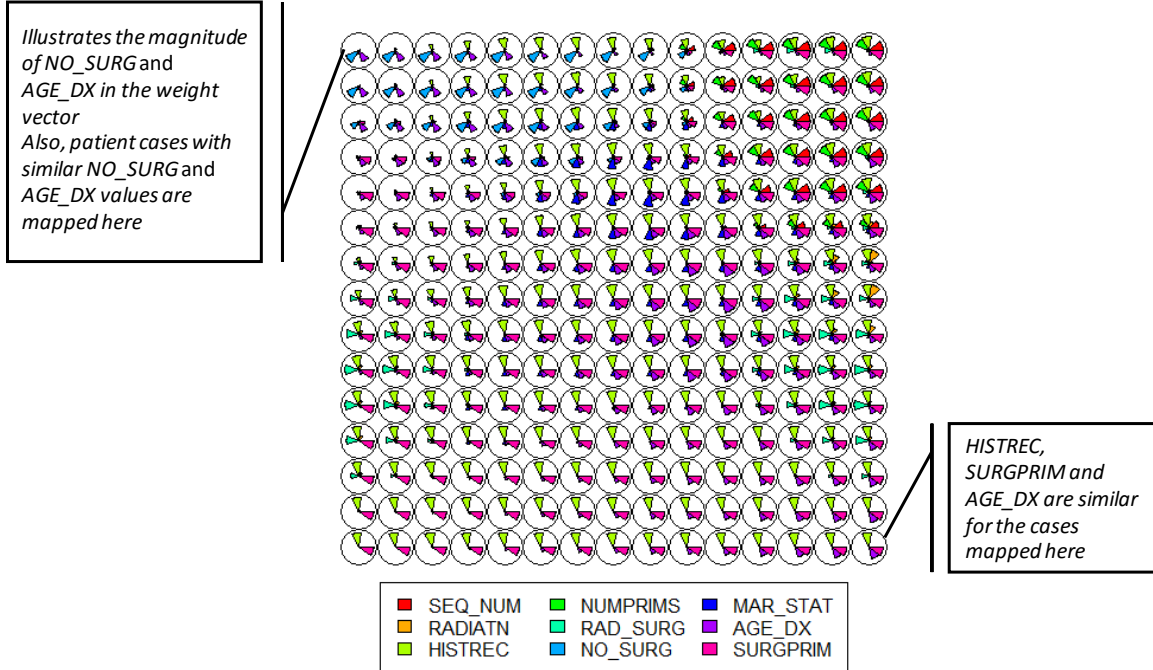 Illustrates the magnitude
of NO_SURG and
AGE_DX in the weight
vector
Also, patient cases with
similar NO_SURG and
AGE_DX values are
mapped here
HISTREC,
SURGPRIM and
AGE_DX are similar
for the cases
mapped here
SEQ_NUM NUMPRIMS MAR_STAT
RADIATN RAD_SURG AGE_DX
HISTREC NO_SURG SURGPRIM